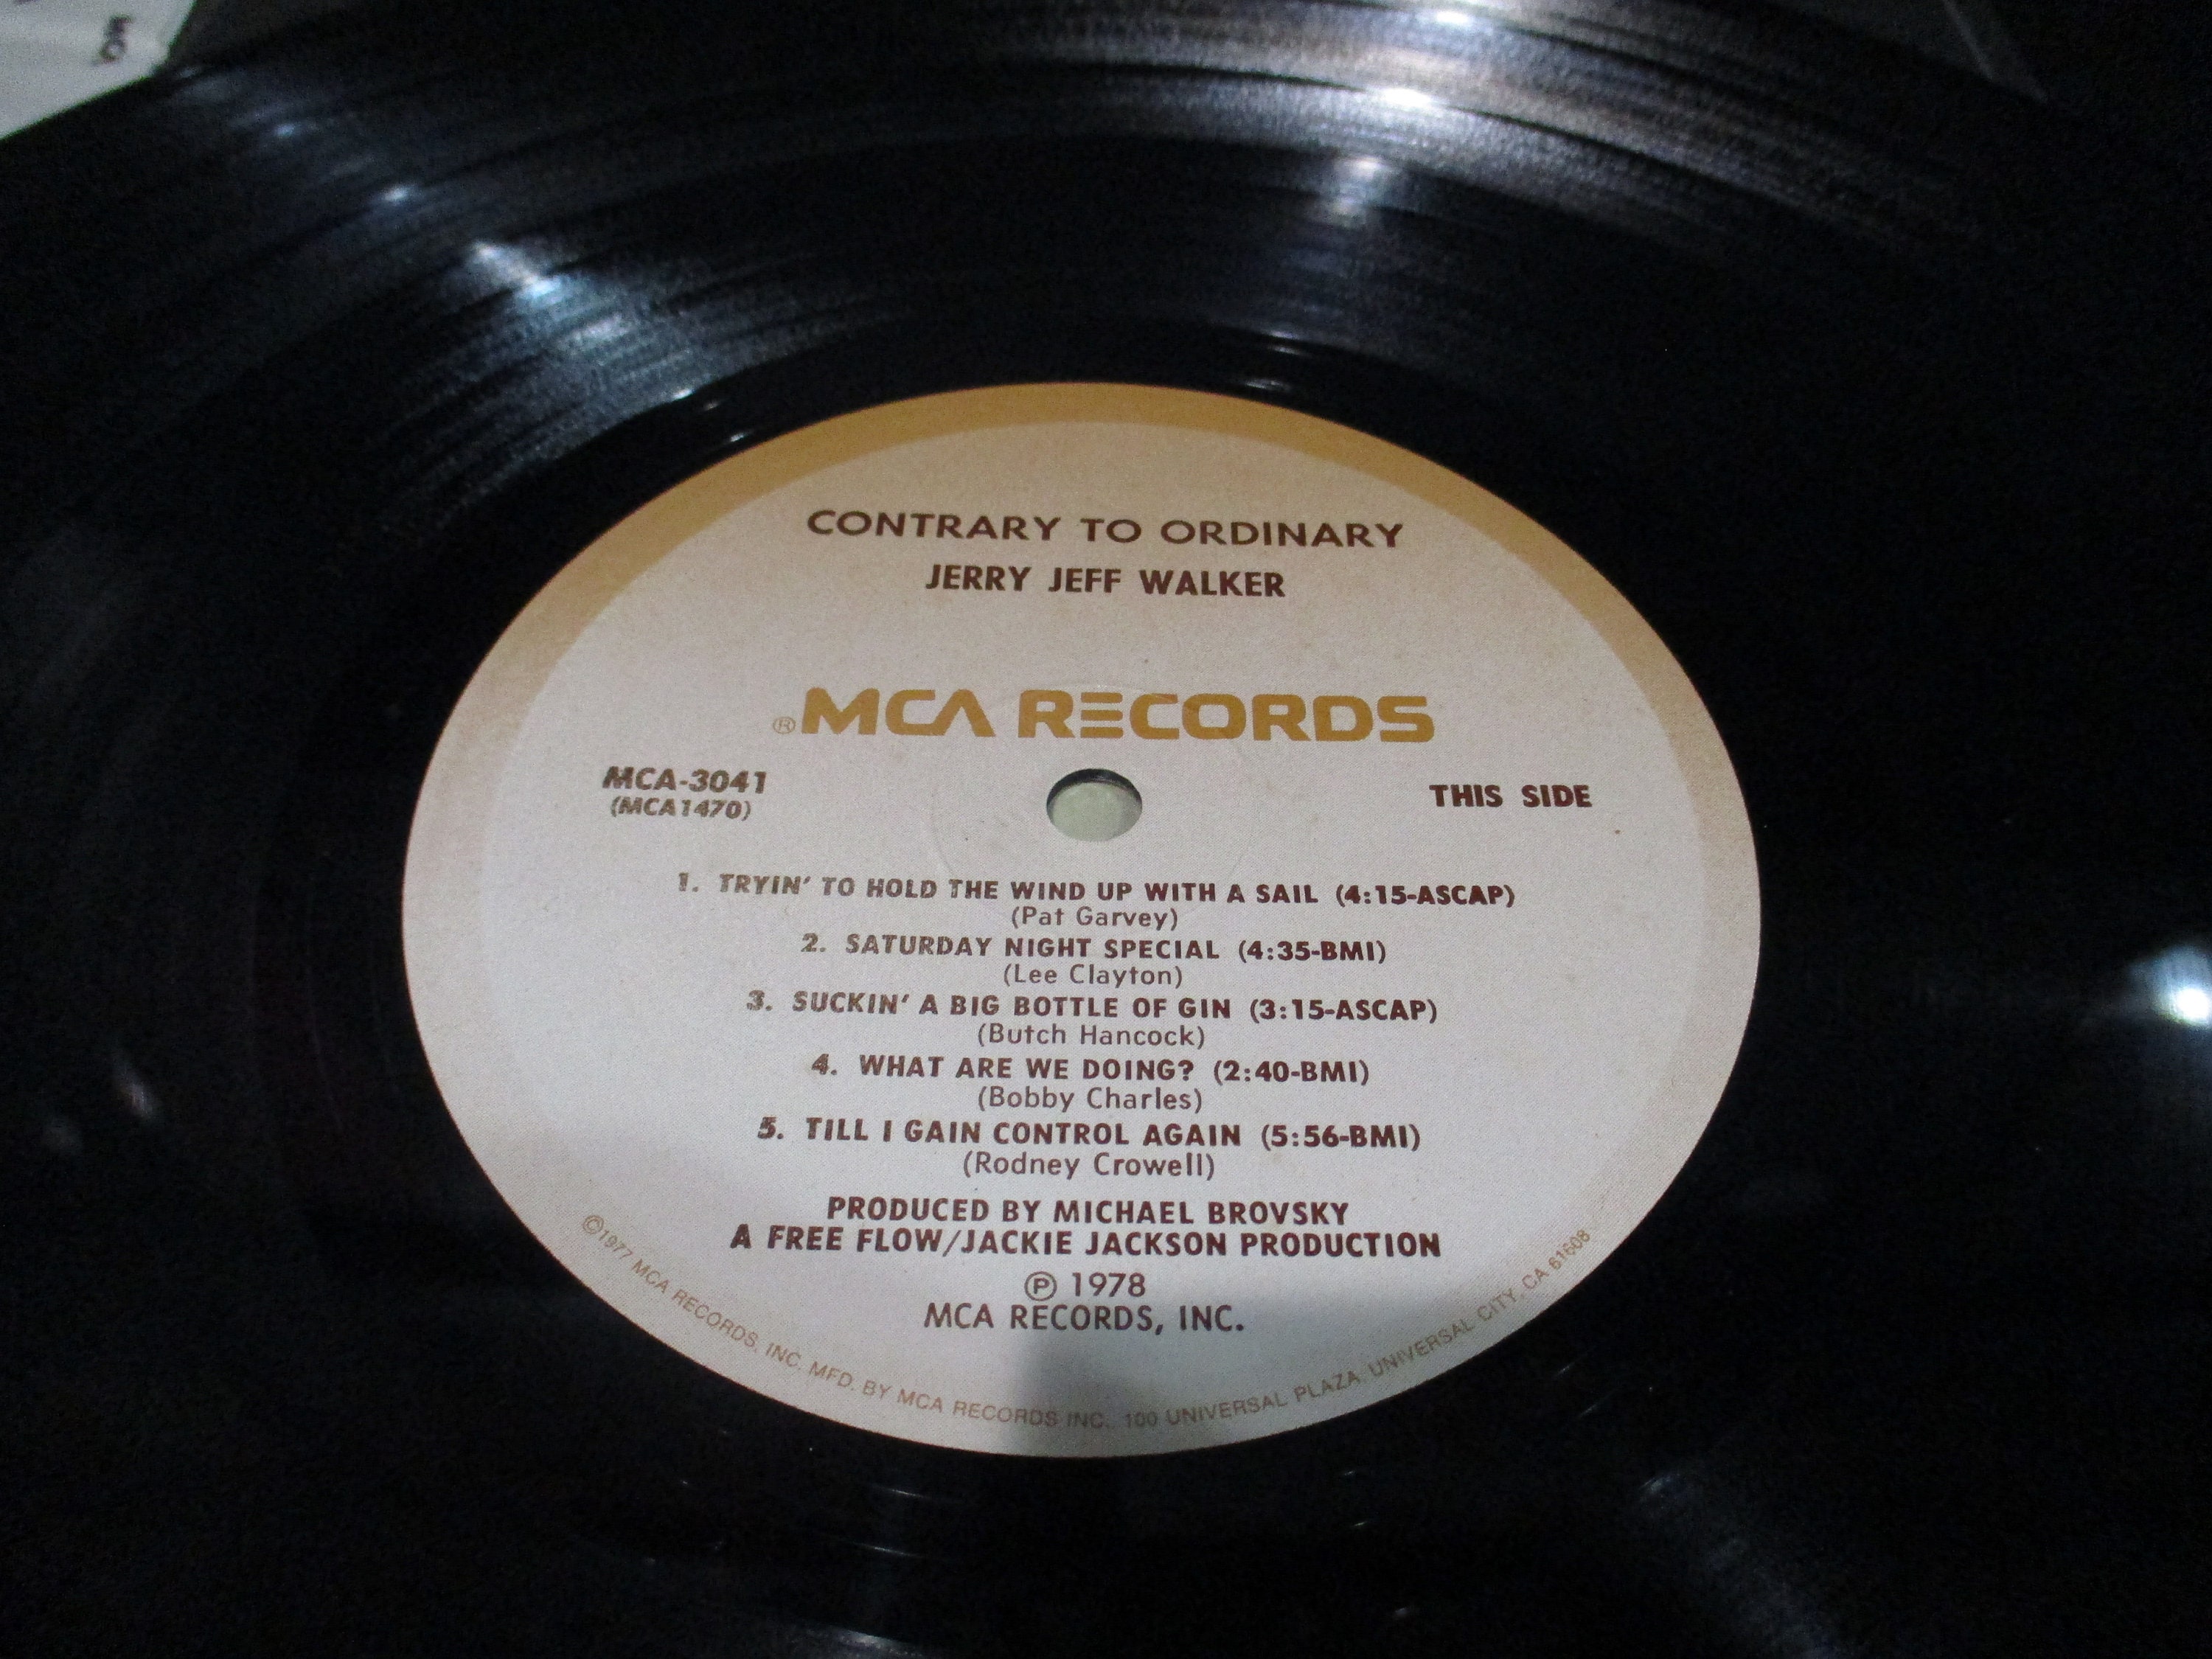 CONTRARY TO ORDINARY
JERRY JEFF WALKER
®MCA RECORDS
MCA-3041
(MCA1470)
THIS SIDE
1. TRYIN' TO HOLD THE WIND UP WITH A SAIL (4:15-ASCAP)
(Pat Garvey)
2. SATURDAY NIGHT SPECIAL (4:35-BMI)
(Lee Clayton)
3. SUCKIN' A BIG BOTTLE OF GIN (3:15-ASCAP)
(Butch Hancock)
4. WHAT ARE WE DOING? (2:40-BMI)
(Bobby Charles)
5. TILL I GAIN CONTROL AGAIN (5:56-BMI)
(Rodney Crowell)
PRODUCED BY MICHAEL BROVSKY
A FREE FLOW/JACKIE JACKSON PRODUCTION
℗ 1978
MCA RECORDS, INC.
©1977 MCA RECORDS, INC. MFD. BY MCA RECORDS INC., 100 UNIVERSAL PLAZA, UNIVERSAL CITY, CA 61608